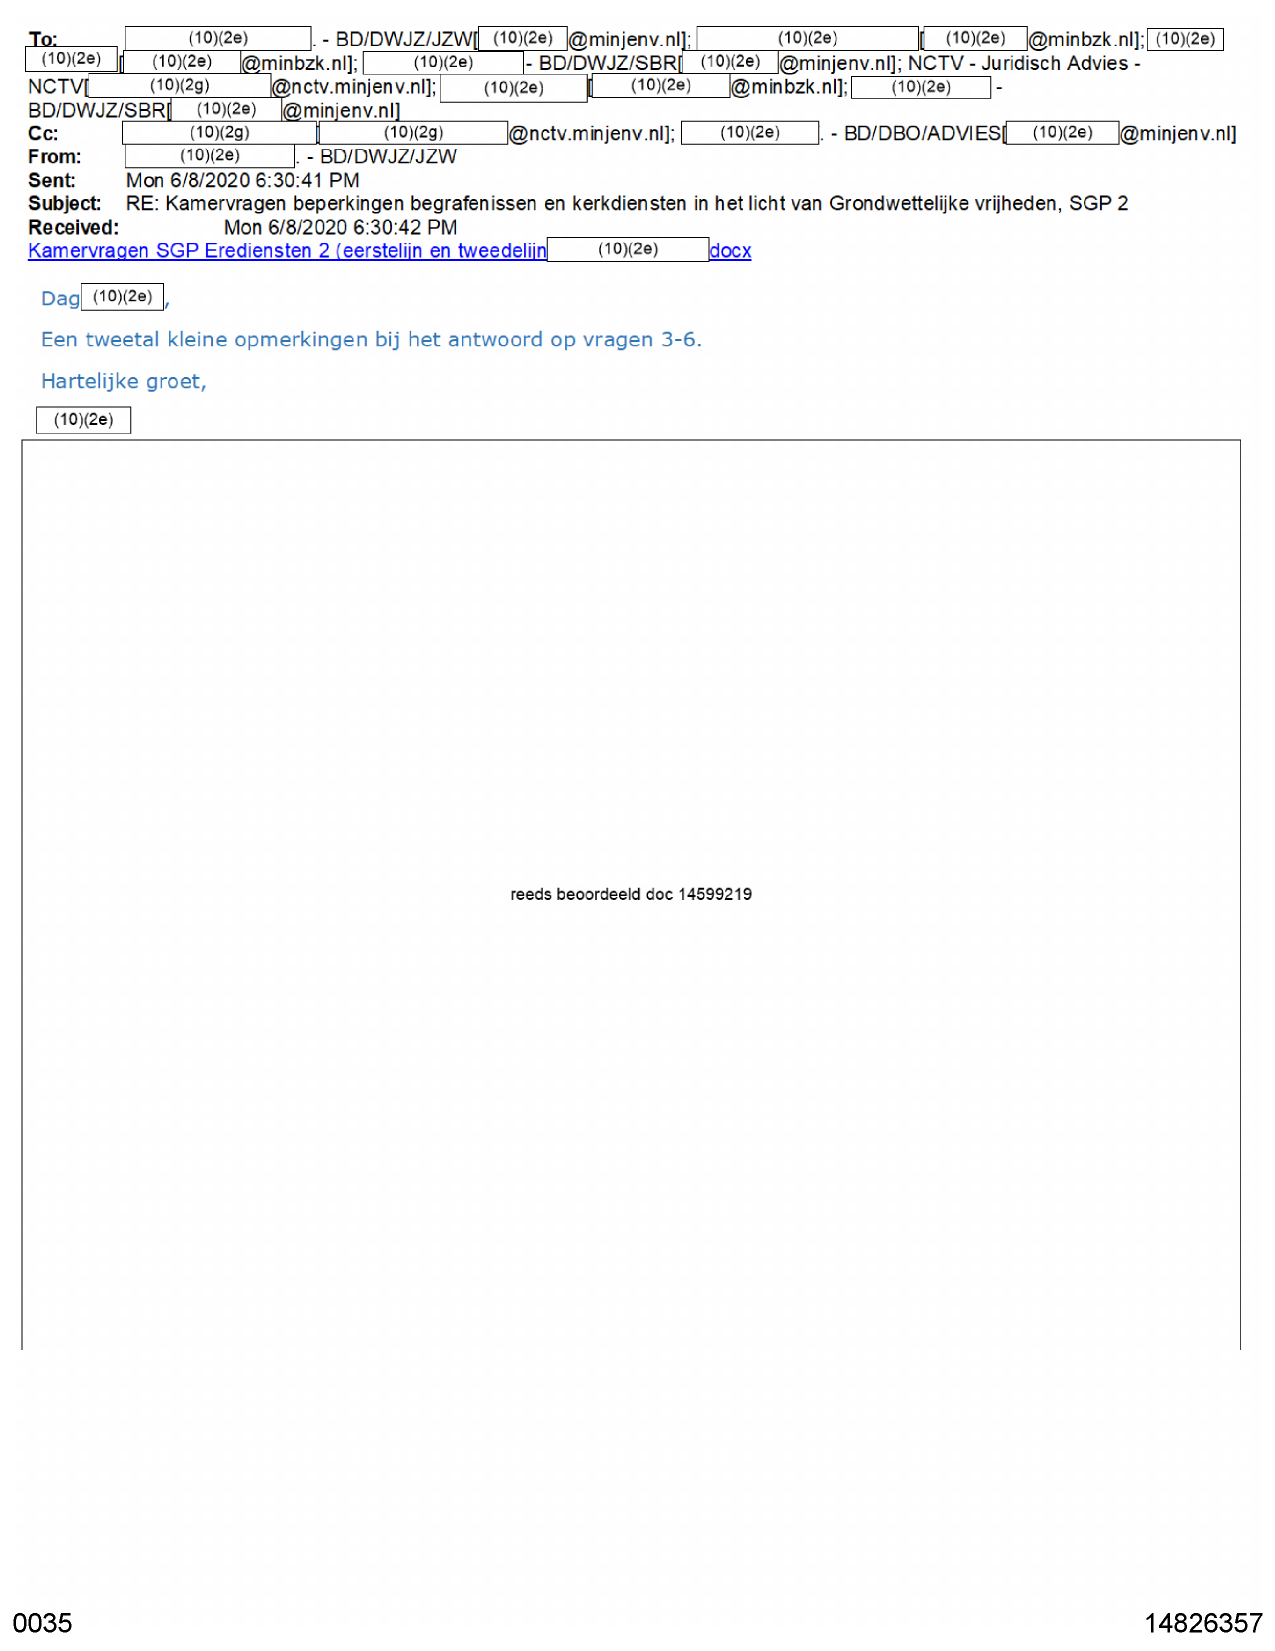 To: (10)(2e) . - BD/DWJZ/JZW[ (10)(2e) @minjenv.nl]; (10)(2e) [ (10)(2e) @minbzk.nl]; (10)(2e)
(10)(2e) [ (10)(2e) @minbzk.nl]; (10)(2e) - BD/DWJZ/SBR[ (10)(2e) @minjenv.nl]; NCTV - Juridisch Advies -
NCTV[ (10)(2g) @nctv.minjenv.nl]; (10)(2e) [ (10)(2e) @minbzk.nl]; (10)(2e) -
BD/DWJZ/SBR[ (10)(2e) @minjenv.nl]
Cc: (10)(2g) [ (10)(2g) @nctv.minjenv.nl]; (10)(2e) . - BD/DBO/ADVIES[ (10)(2e) @minjenv.nl]
From: (10)(2e) . - BD/DWJZ/JZW
Sent: Mon 6/8/2020 6:30:41 PM
Subject: RE: Kamervragen beperkingen begrafenissen en kerkdiensten in het licht van Grondwettelijke vrijheden, SGP 2
Received: Mon 6/8/2020 6:30:42 PM
Kamervragen SGP Erediensten 2 (eerstelijn en tweedelijn (10)(2e) docx
Dag (10)(2e) ,
Een tweetal kleine opmerkingen bij het antwoord op vragen 3-6.
Hartelijke groet,
(10)(2e)
reeds beoordeeld doc 14599219
0035 14826357